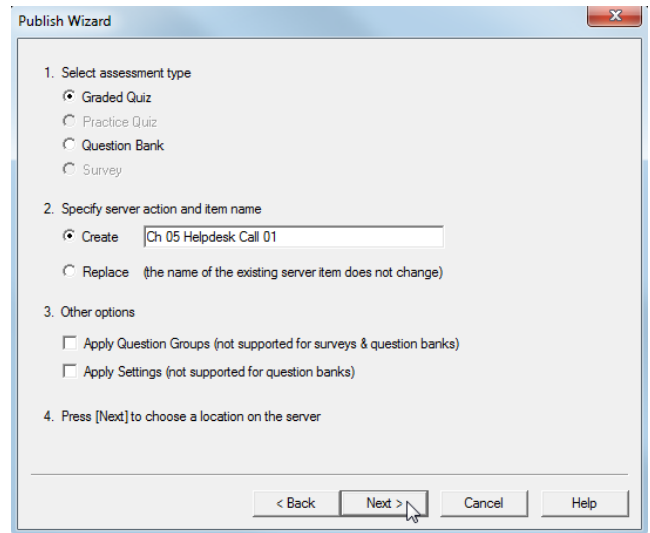 Publish Wizard
1. Select assessment type
Graded Quiz
Practice Quiz
Question Bank
Survey
2. Specify server action and item name
Create Ch 05 Helpdesk Call 01
Replace (the name of the existing server item does not change)
3. Other options
Apply Question Groups (not supported for surveys & question banks)
Apply Settings (not supported for question banks)
4. Press [Next] to choose a location on the server
< Back Next > Cancel Help